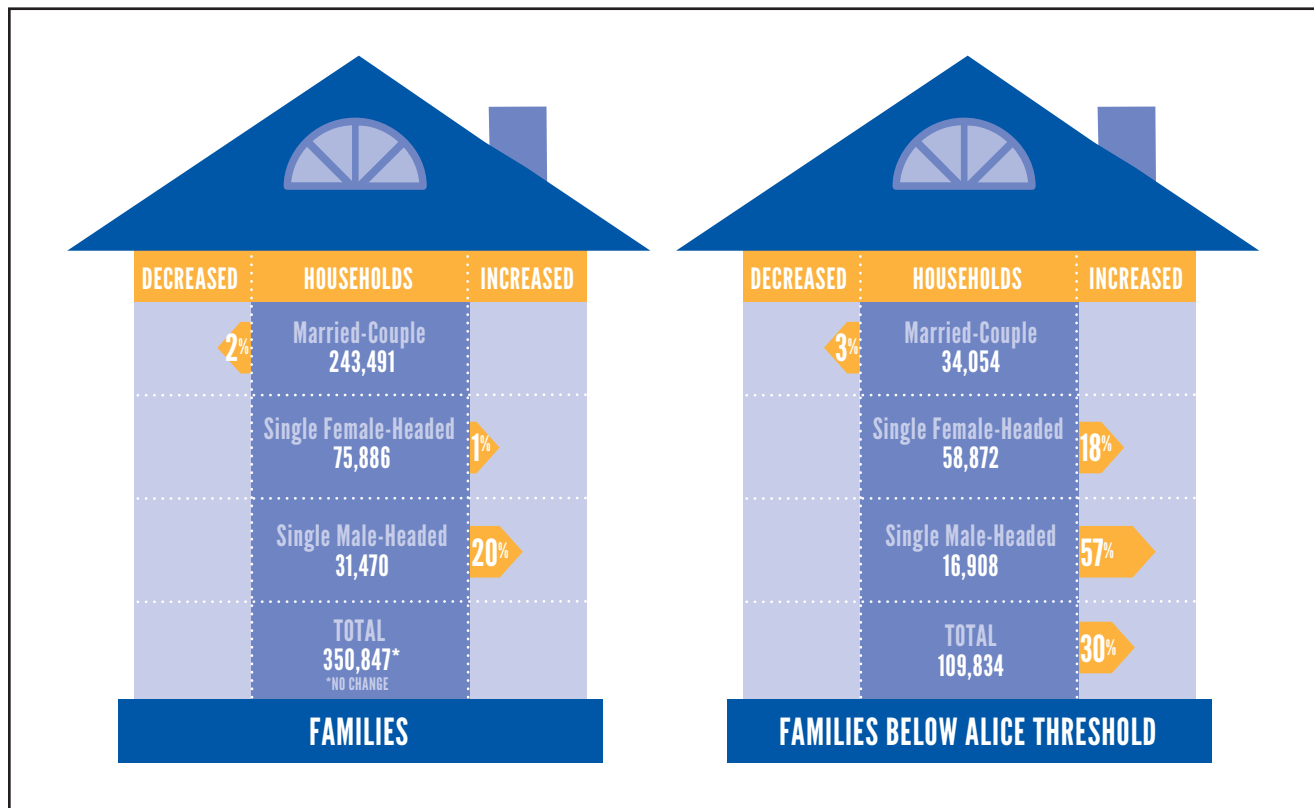 DECREASED HOUSEHOLDS INCREASED
Married-Couple
2%
243,491
Single Female-Headed
75,886
1%
Single Male-Headed
31,470
20%
TOTAL
350,847*
*NO CHANGE
FAMILIES
DECREASED HOUSEHOLDS INCREASED
Married-Couple
3%
34,054
Single Female-Headed
58,872
18%
Single Male-Headed
16,908
57%
TOTAL
109,834
30%
FAMILIES BELOW ALICE THRESHOLD